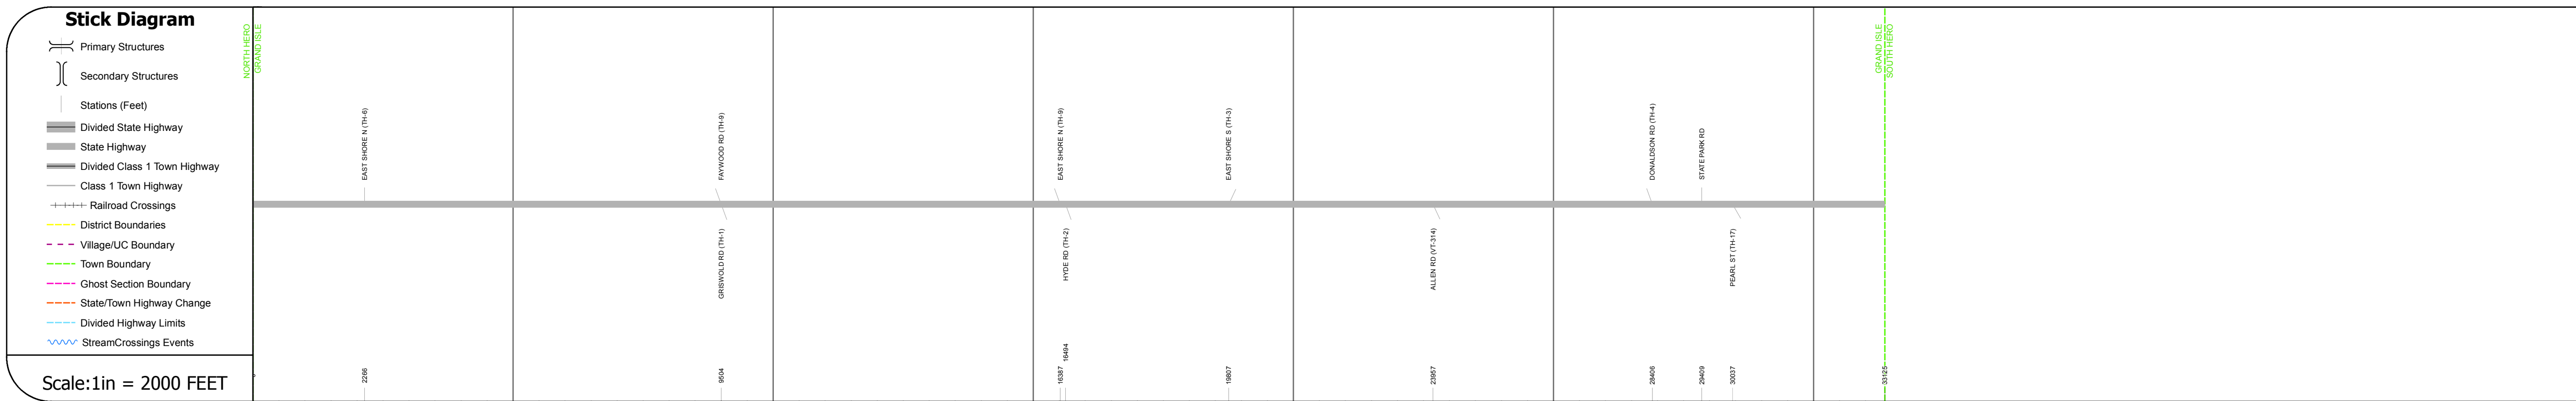 Stick Diagram
Primary Structures
Secondary Structures
Stations (Feet)
Divided State Highway
State Highway
Divided Class 1 Town Highway
Class 1 Town Highway
Railroad Crossings
District Boundaries
Village/UC Boundary
Town Boundary
Ghost Section Boundary
State/Town Highway Change
Divided Highway Limits
StreamCrossings Events
Scale:1in = 2000 FEET
NORTH HERO
GRAND ISLE
EAST SHORE N (TH-6)
FAYWOOD RD (TH-9)
GRISWOLD RD (TH-1)
EAST SHORE N (TH-9)
HYDE RD (TH-2)
EAST SHORE S (TH-3)
ALLEN RD (VT-314)
DONALDSON RD (TH-4)
STATE PARK RD
PEARL ST (TH-17)
GRAND ISLE
SOUTH HERO
2266
9504
16387
16494
19807
23957
28406
29409
30037
33125